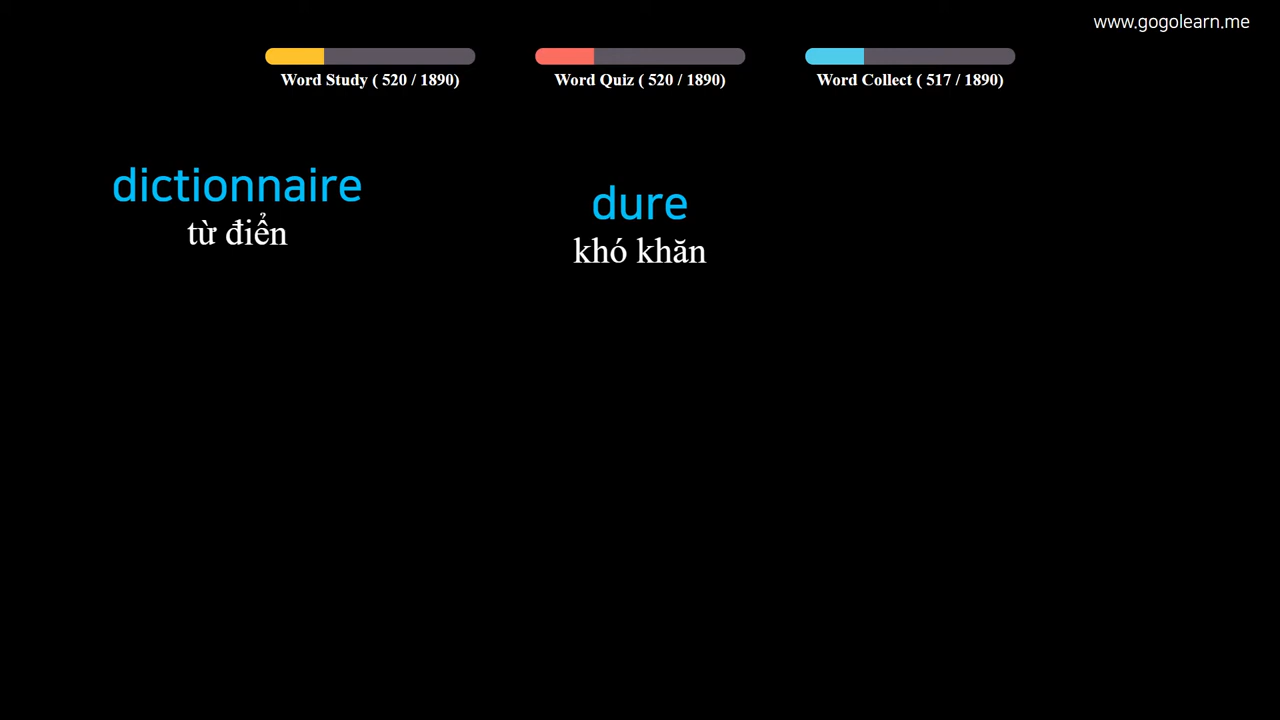 www.gogolearn.me
Word Study ( 520 / 1890)
Word Quiz ( 520 / 1890)
Word Collect ( 517 / 1890)
dictionnaire
từ điển
dure
khó khăn